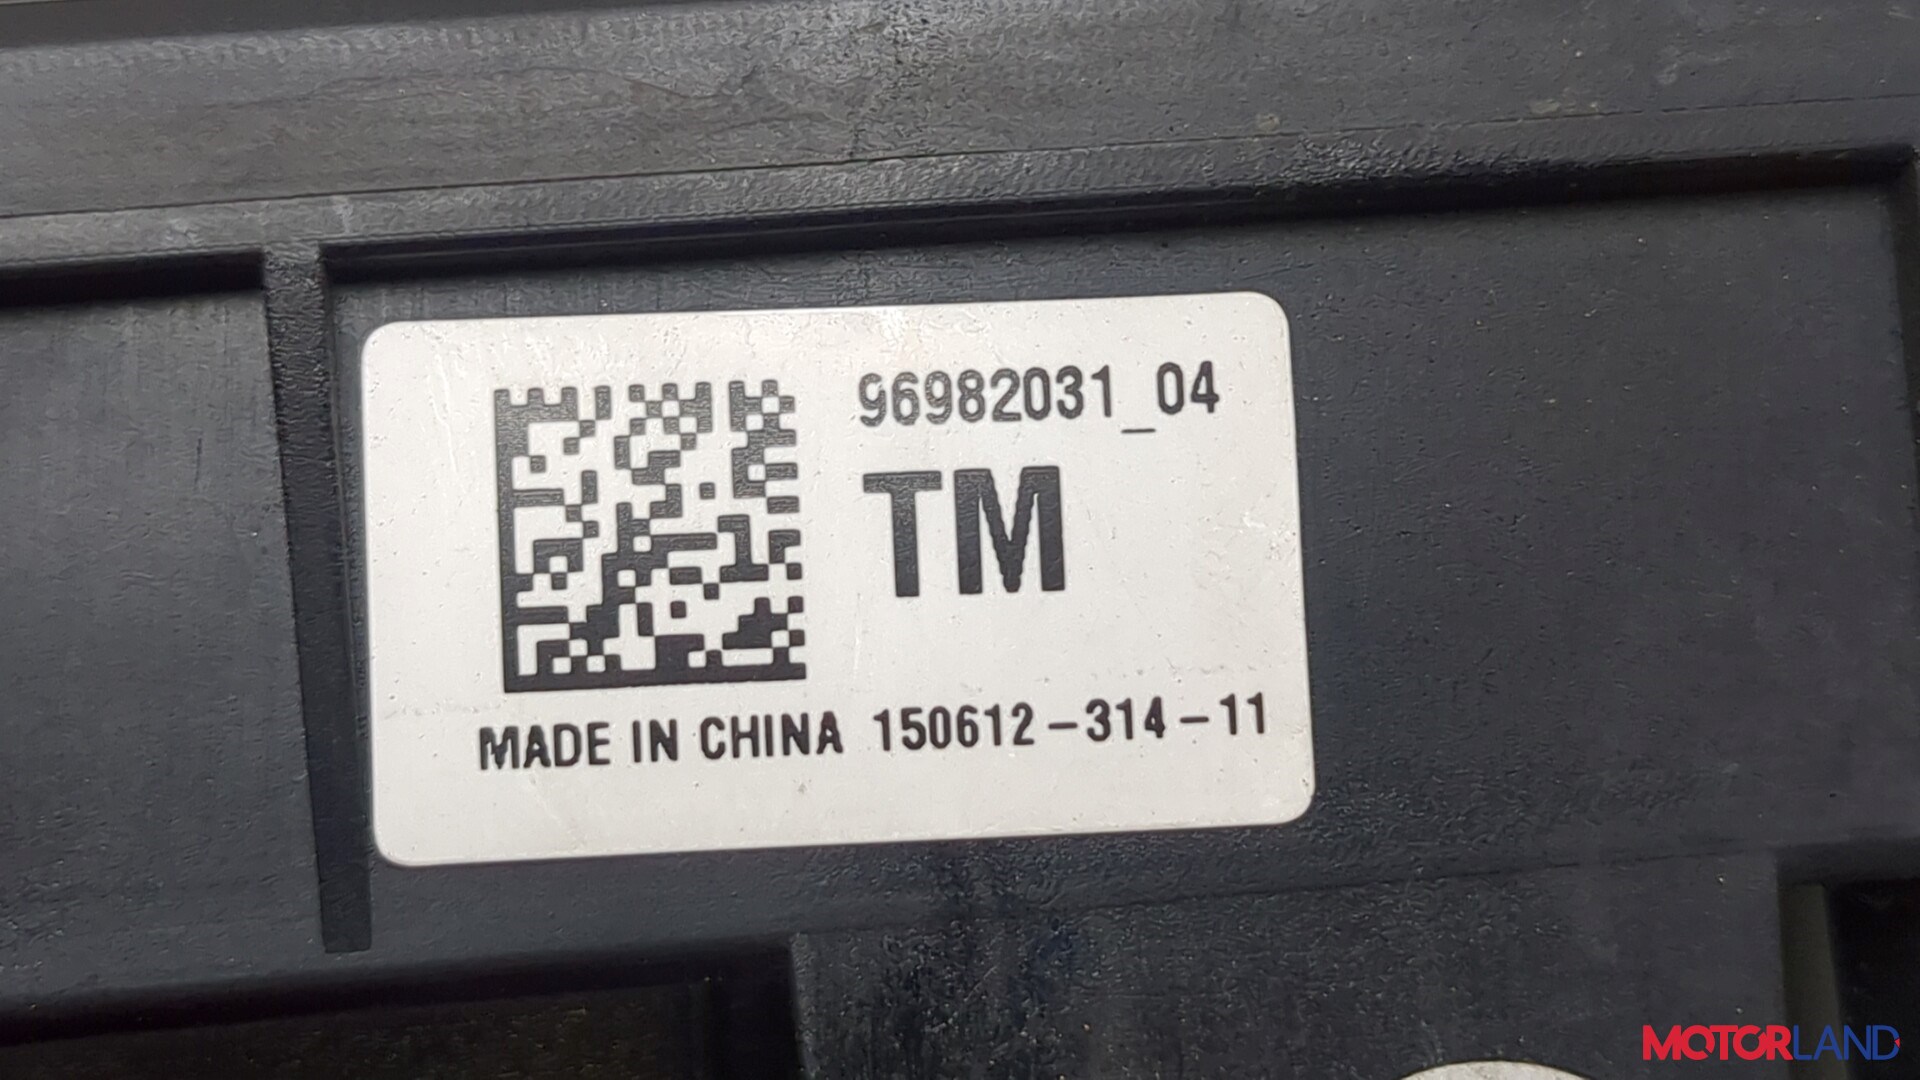 96982031_04
TM
MADE IN CHINA 150612-314-11
MOTORLAND